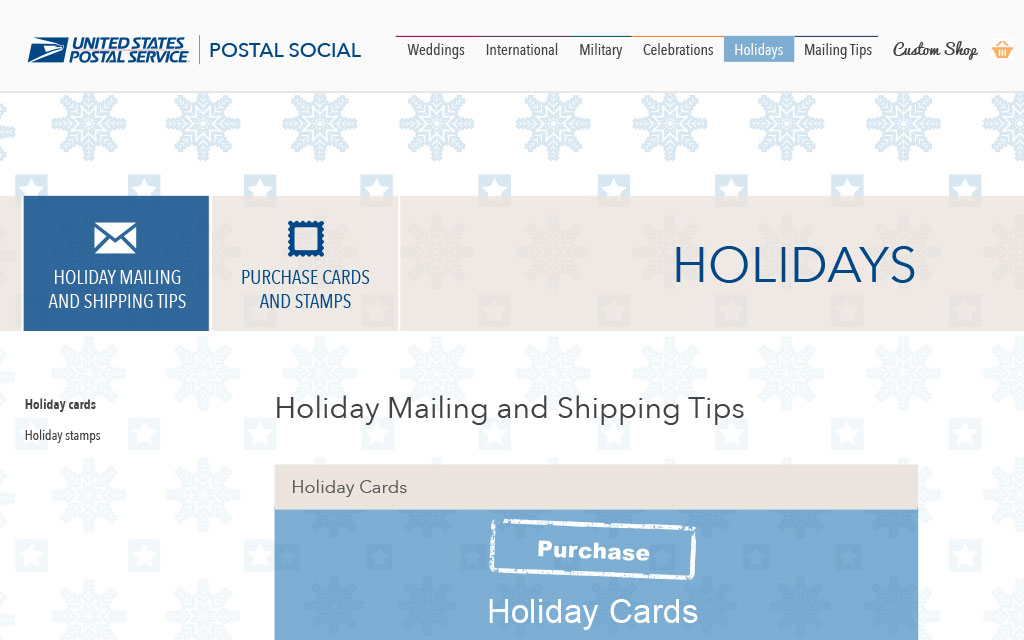 UNITED STATES
POSTAL SERVICE
POSTAL SOCIAL
Weddings
International
Military
Celebrations
Holidays
Mailing Tips
Custom Shop
HOLIDAY MAILING
AND SHIPPING TIPS
PURCHASE CARDS
AND STAMPS
HOLIDAYS
Holiday cards
Holiday stamps
Holiday Mailing and Shipping Tips
Holiday Cards
Purchase
Holiday Cards